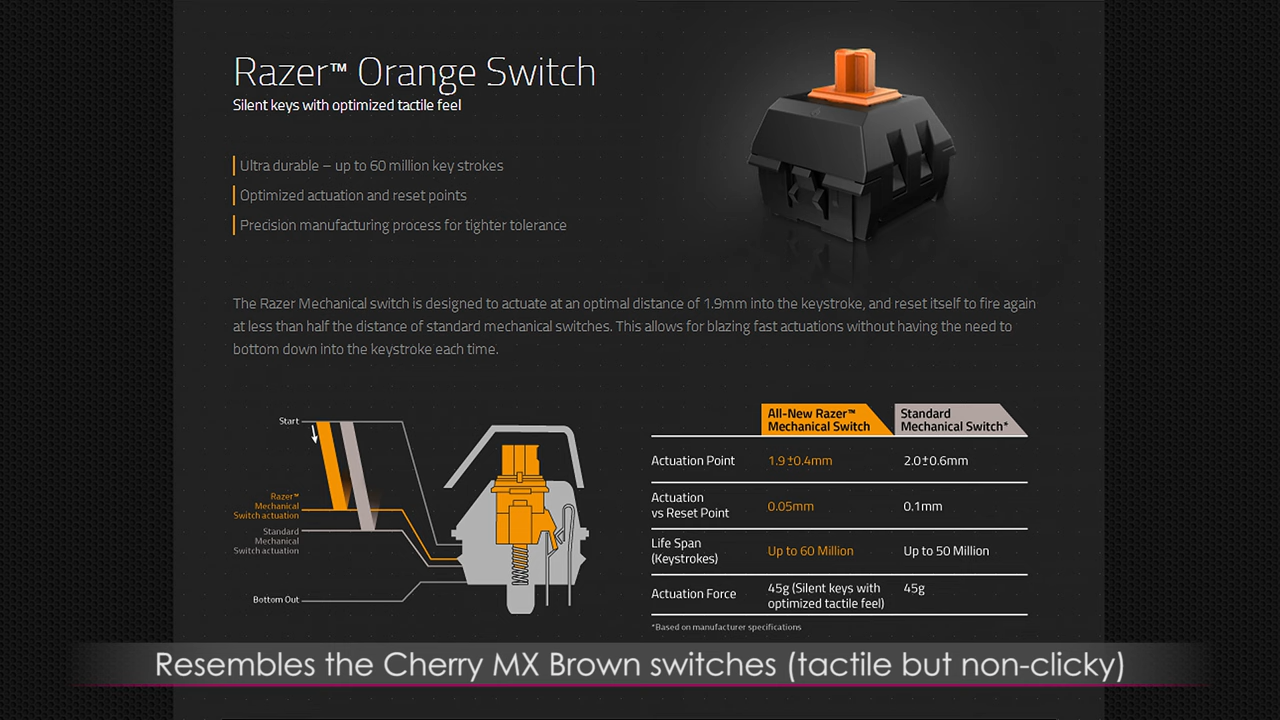 Razer™ Orange Switch
Silent keys with optimized tactile feel
Ultra durable – up to 60 million key strokes
Optimized actuation and reset points
Precision manufacturing process for tighter tolerance
The Razer Mechanical switch is designed to actuate at an optimal distance of 1.9mm into the keystroke, and reset itself to fire again
at less than half the distance of standard mechanical switches. This allows for blazing fast actuations without having the need to
bottom down into the keystroke each time.
Start
Razer™
Mechanical
Switch actuation
Standard
Mechanical
Switch actuation
Bottom Out
All-New Razer™
Mechanical Switch
Standard
Mechanical Switch*
Actuation Point
1.9±0.4mm
2.0±0.6mm
Actuation
vs Reset Point
0.05mm
0.1mm
Life Span
(Keystrokes)
Up to 60 Million
Up to 50 Million
Actuation Force
45g (Silent keys with
optimized tactile feel)
45g
*Based on manufacturer specifications
Resembles the Cherry MX Brown switches (tactile but non-clicky)